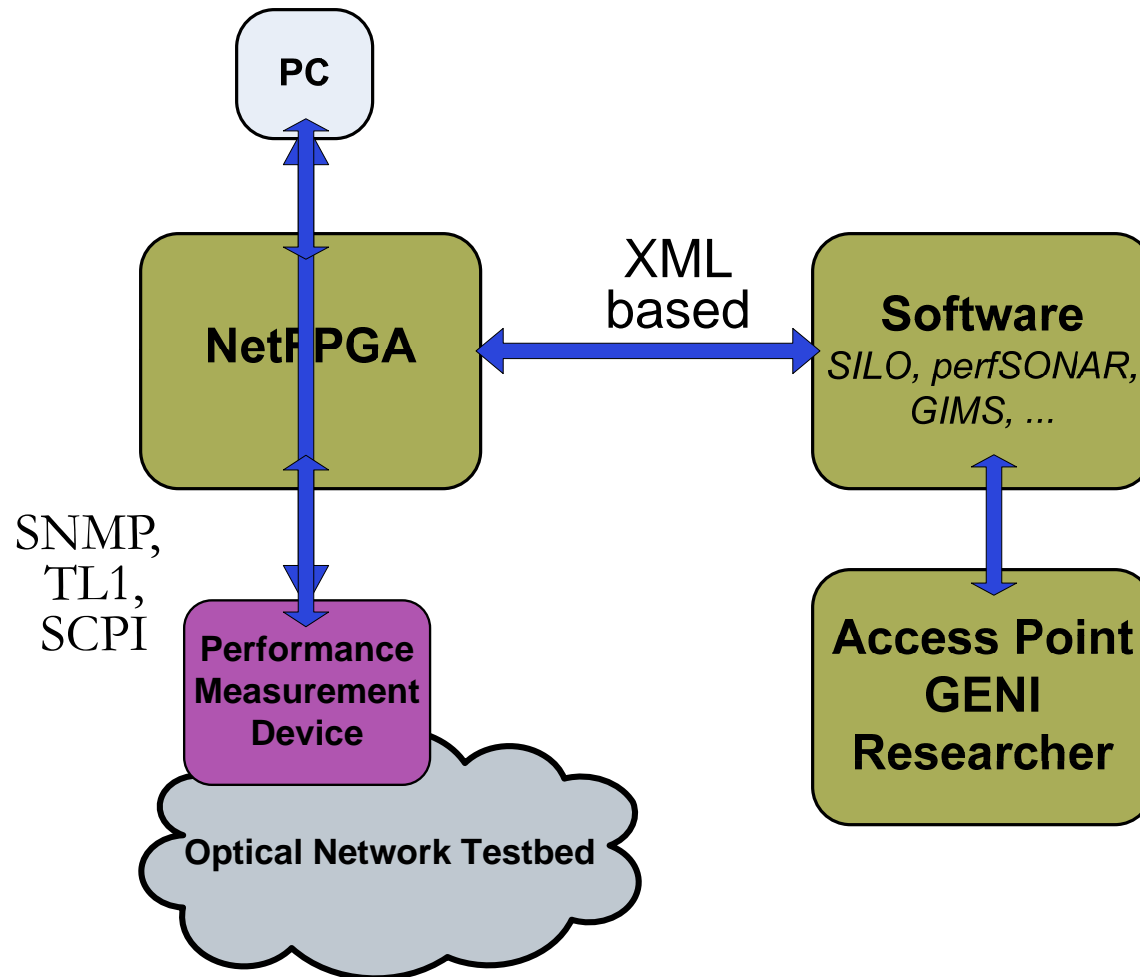 PC
NetFPGA
XML
based
Software
SILO, perfSONAR,
GIMS, ...
SNMP,
TL1,
SCPI
Performance
Measurement
Device
Access Point
GENI
Researcher
Optical Network Testbed